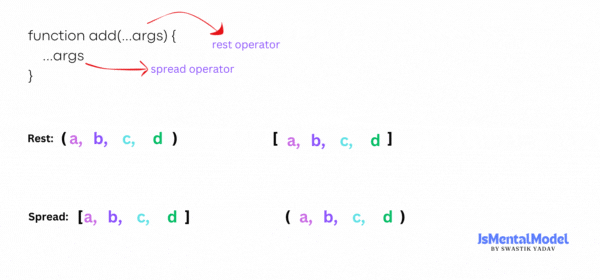 function add(...args) {
rest operator
...args
spread operator
}
Rest: (a, b, c, d ) [ a, b, c, d ]
Spread: [a, b, c, d ] ( a, b, c, d )
JsMentalModel
BY SWASTIK YADAV